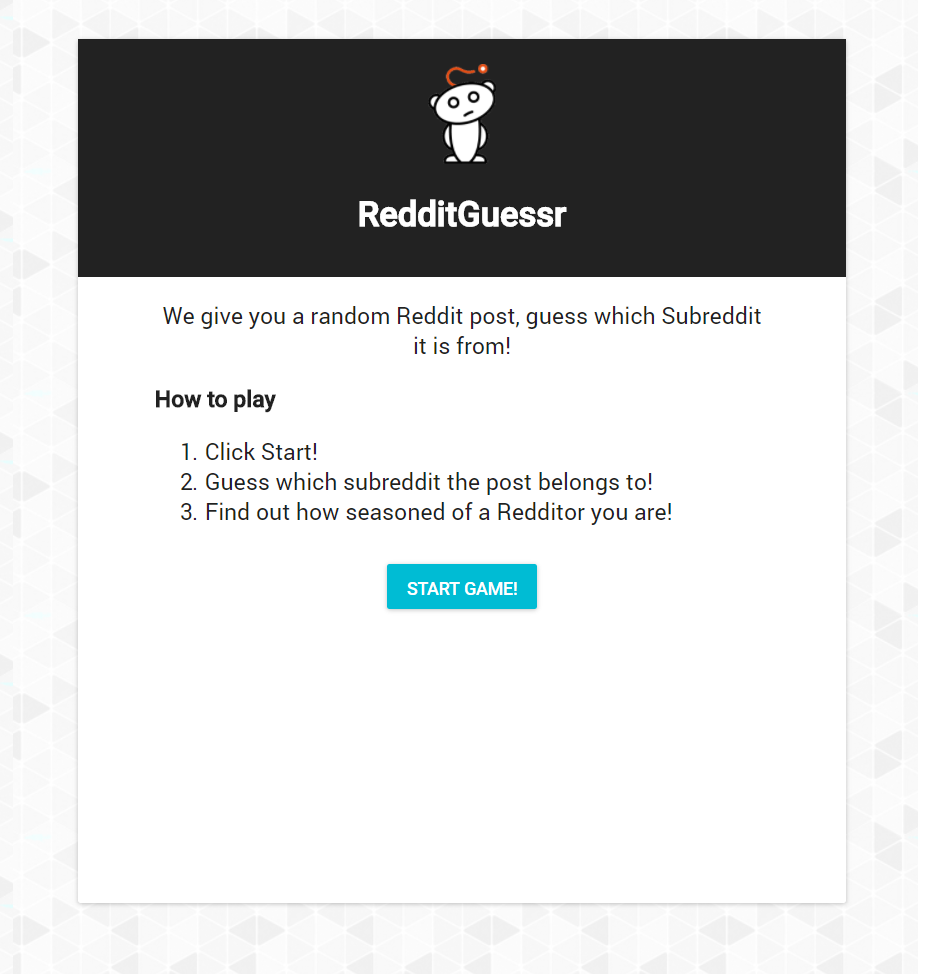 RedditGuessr
We give you a random Reddit post, guess which Subreddit
it is from!
How to play
1. Click Start!
2. Guess which subreddit the post belongs to!
3. Find out how seasoned of a Redditor you are!
START GAME!